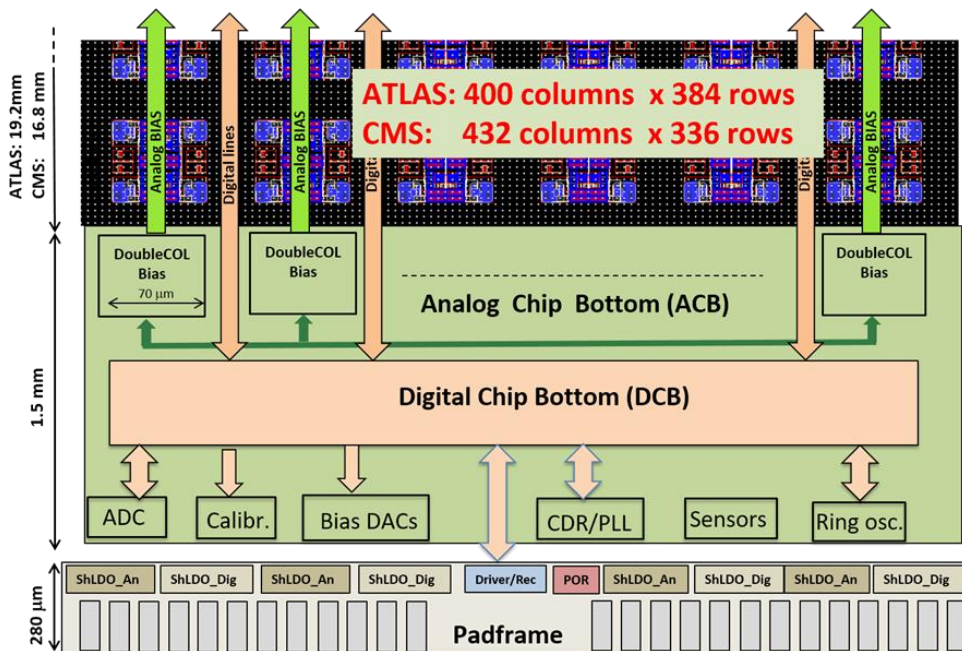 ATLAS: 19.2mm
CMS: 16.8 mm
Analog BIAS
Digital lines
Analog BIAS
Digital
Digital
Analog BIAS
ATLAS: 400 columns x 384 rows
CMS: 432 columns x 336 rows
DoubleCOL
Bias
70 µm
DoubleCOL
Bias
DoubleCOL
Bias
Analog Chip Bottom (ACB)
1.5 mm
Digital Chip Bottom (DCB)
ADC
Calibr.
Bias DACs
CDR/PLL
Sensors
Ring osc.
280 µm
ShLDO_An
ShLDO_Dig
ShLDO_An
ShLDO_Dig
Driver/Rec
POR
ShLDO_An
ShLDO_Dig
ShLDO_An
ShLDO_Dig
Padframe